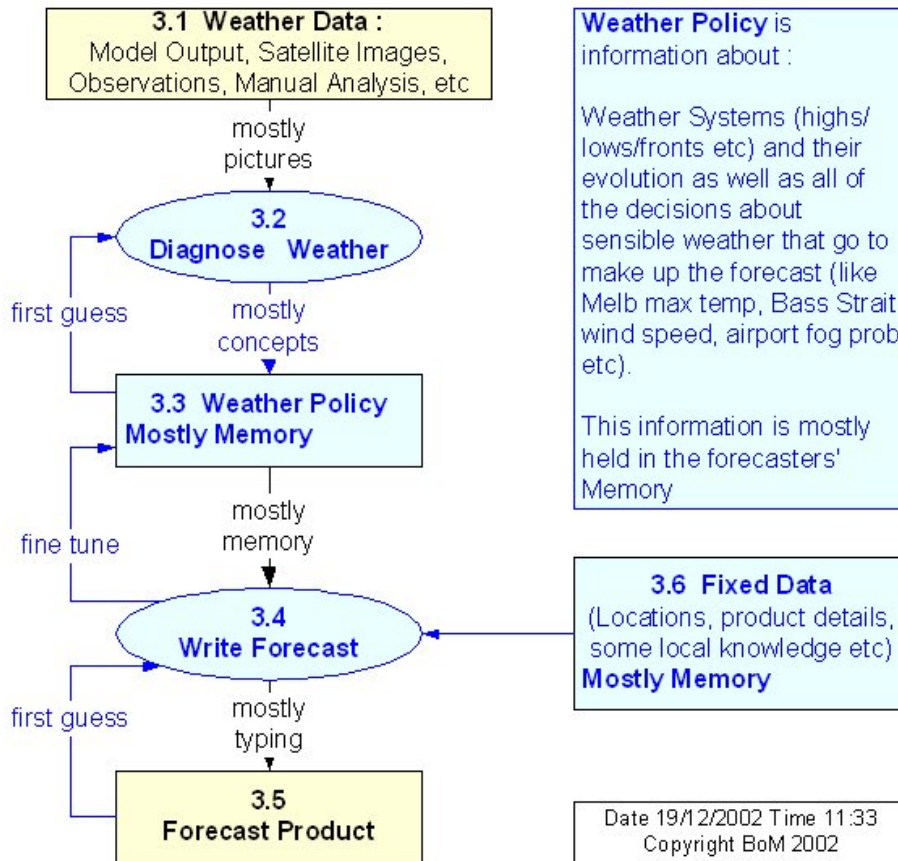 3.1 Weather Data :
Model Output, Satellite Images,
Observations, Manual Analysis, etc
mostly
pictures
3.2
Diagnose Weather
first guess
mostly
concepts
3.3 Weather Policy
Mostly Memory
mostly
memory
fine tune
3.4
Write Forecast
first guess
mostly
typing
3.5
Forecast Product
Weather Policy is
information about :
Weather Systems (highs/
lows/fronts etc) and their
evolution as well as all of
the decisions about
sensible weather that go to
make up the forecast (like
Melb max temp, Bass Strait
wind speed, airport fog prob
etc).
This information is mostly
held in the forecasters'
Memory
3.6 Fixed Data
(Locations, product details,
some local knowledge etc)
Mostly Memory
Date 19/12/2002 Time 11:33
Copyright BoM 2002